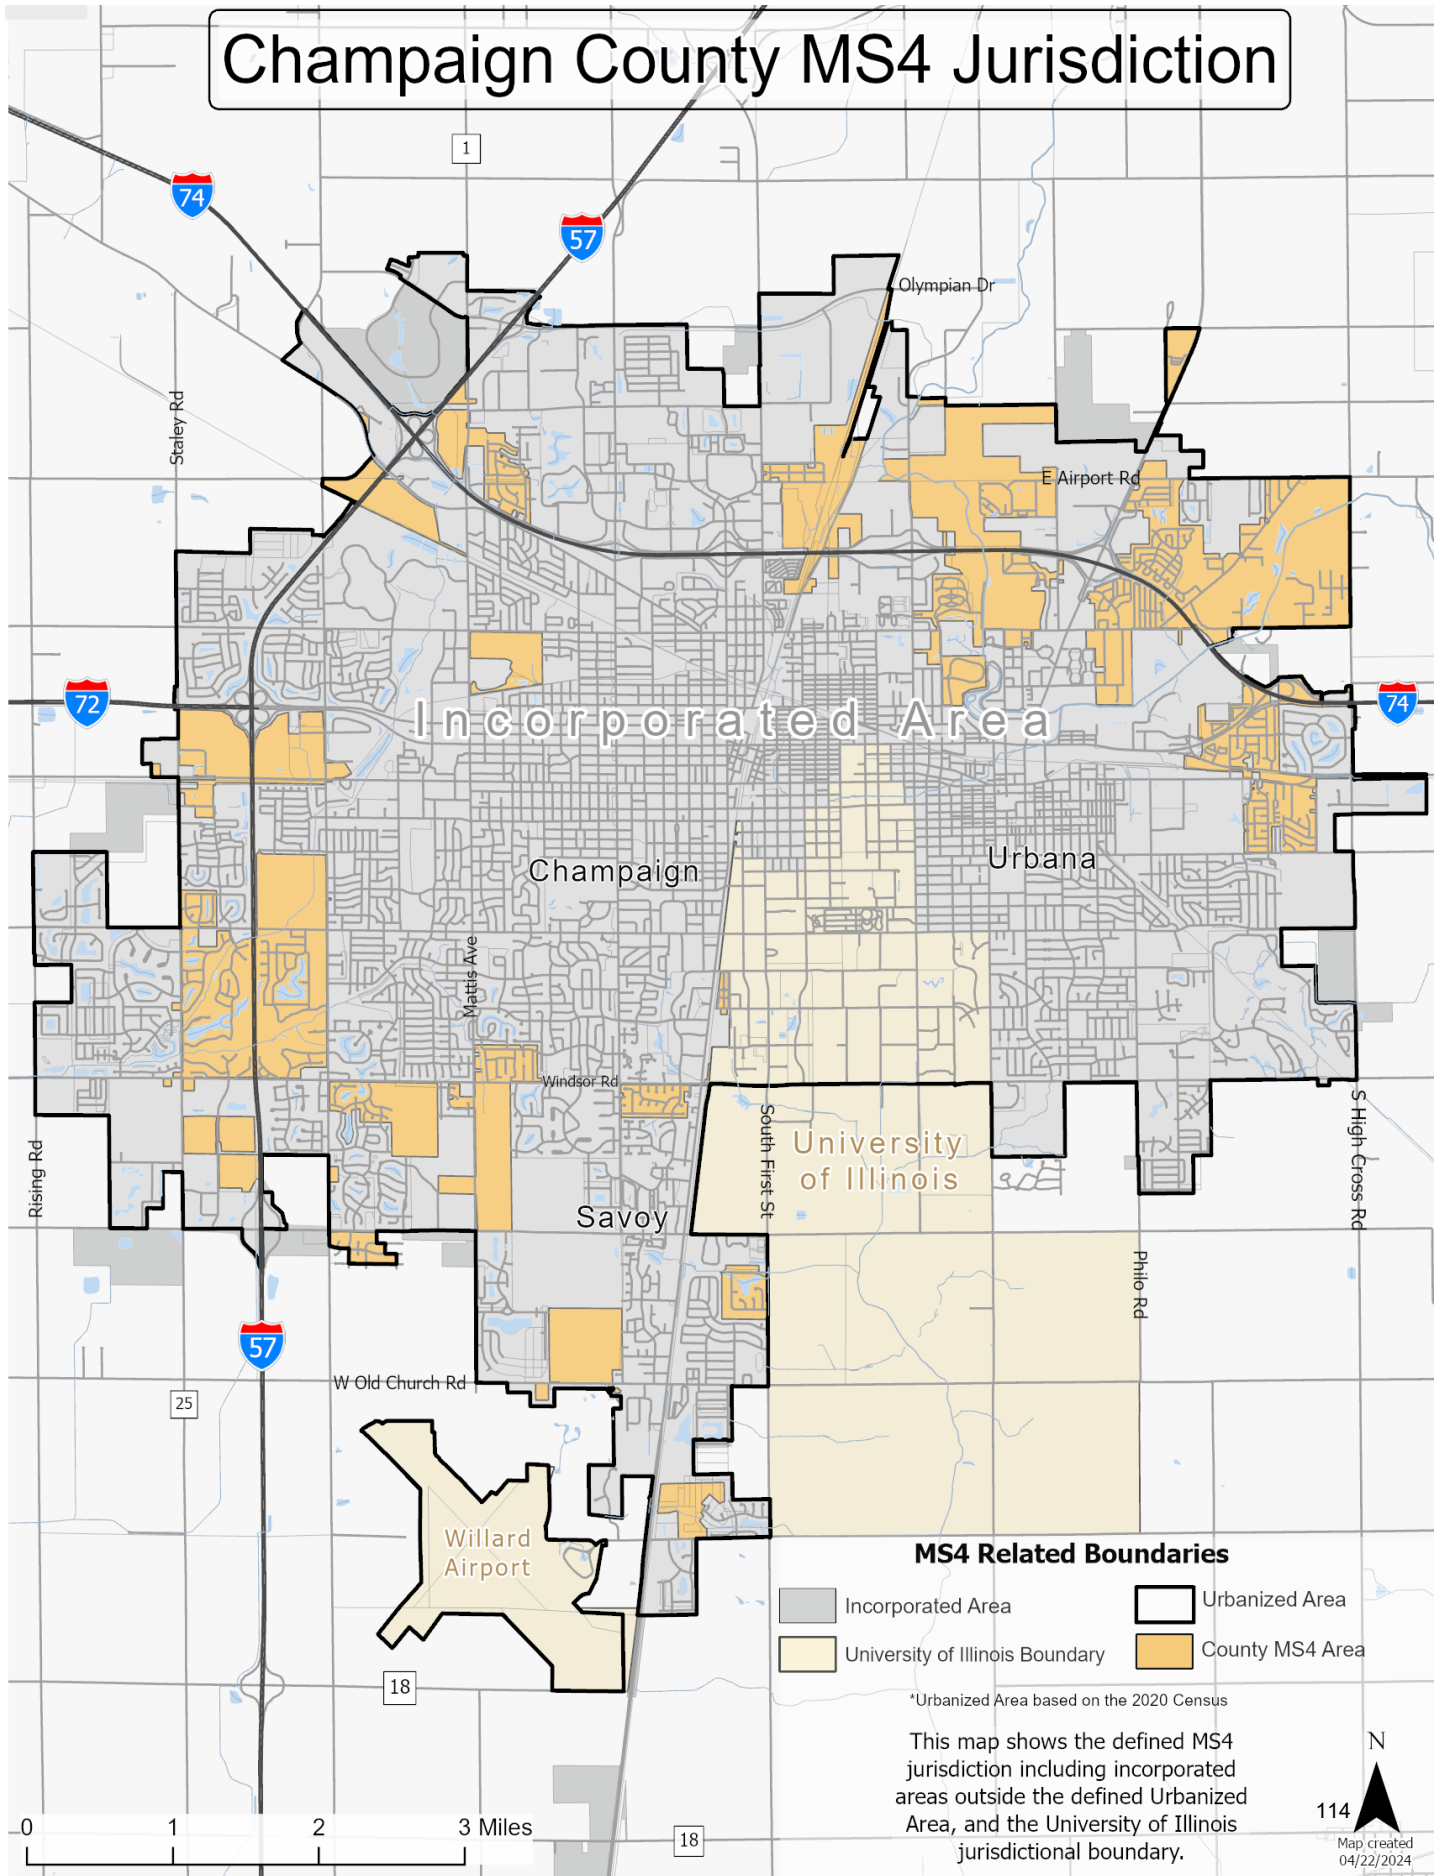 Champaign County MS4 Jurisdiction
1
74
57
Olympian Dr
Staley Rd
E Airport Rd
72
74
Incorporated Area
Champaign
Urbana
Mattis Ave
Windsor Rd
South First St
University
of Illinois
S High Cross Rd
Rising Rd
Savoy
Philo Rd
57
W Old Church Rd
25
Willard
Airport
18
18
MS4 Related Boundaries
Incorporated Area
Urbanized Area
University of Illinois Boundary
County MS4 Area
*Urbanized Area based on the 2020 Census
This map shows the defined MS4
jurisdiction including incorporated
areas outside the defined Urbanized
Area, and the University of Illinois
jurisdictional boundary.
N
114
Map created
04/22/2024
0 1 2 3 Miles